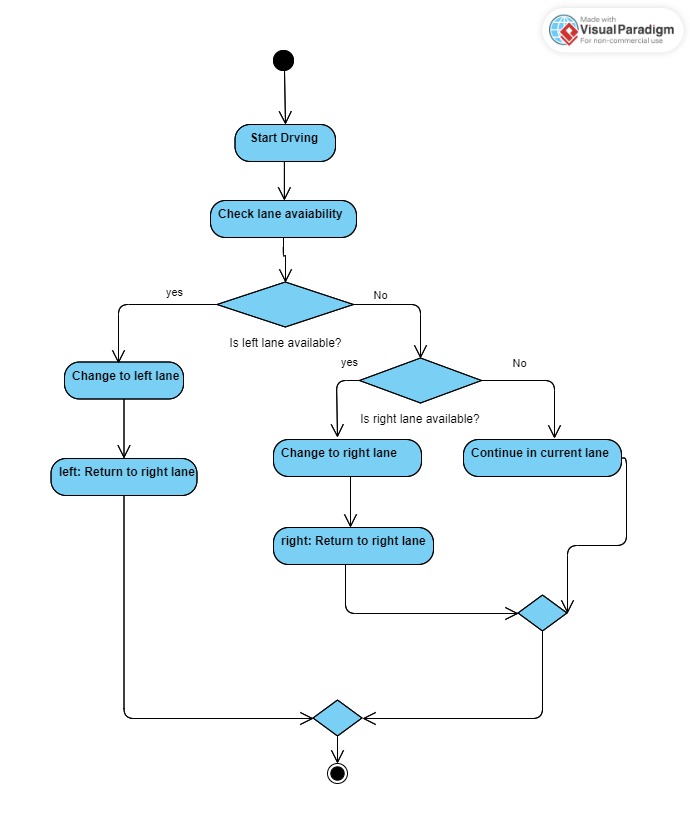 Made with
Visual Paradigm
For non-commercial use
Start Drving
Check lane avaiability
yes
No
Is left lane available?
yes
No
Change to left lane
Is right lane available?
Change to right lane
Continue in current lane
left: Return to right lane
right: Return to right lane